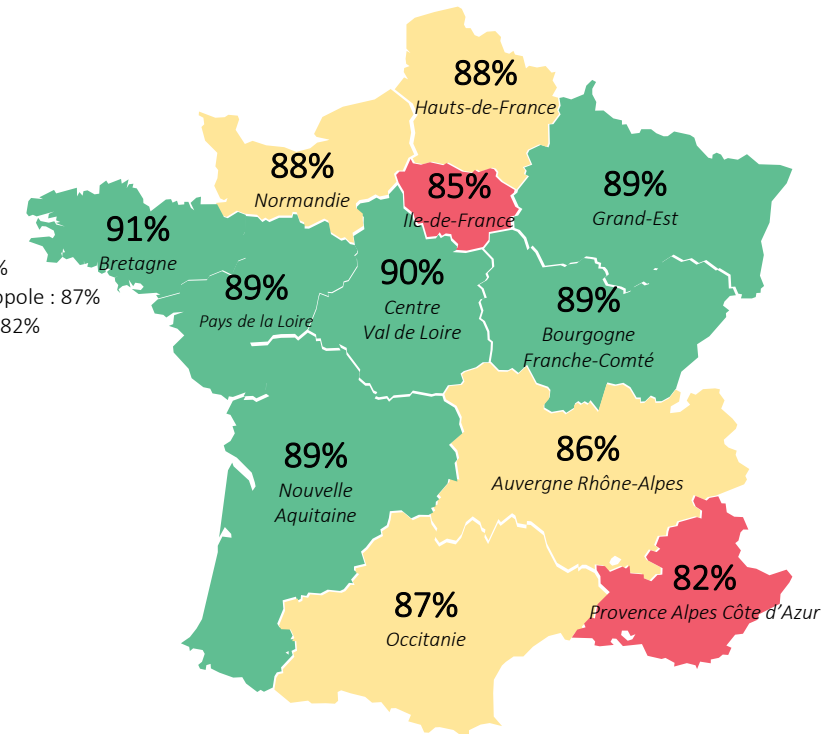 88%
Hauts-de-France
88%
Normandie
85%
Ile-de-France
89%
Grand-Est
91%
Bretagne
%
opole : 87%
82%
89%
Pays de la Loire
90%
Centre
Val de Loire
89%
Bourgogne
Franche-Comté
89%
Nouvelle
Aquitaine
86%
Auvergne Rhône-Alpes
87%
Occitanie
82%
Provence Alpes Côte d’Azur